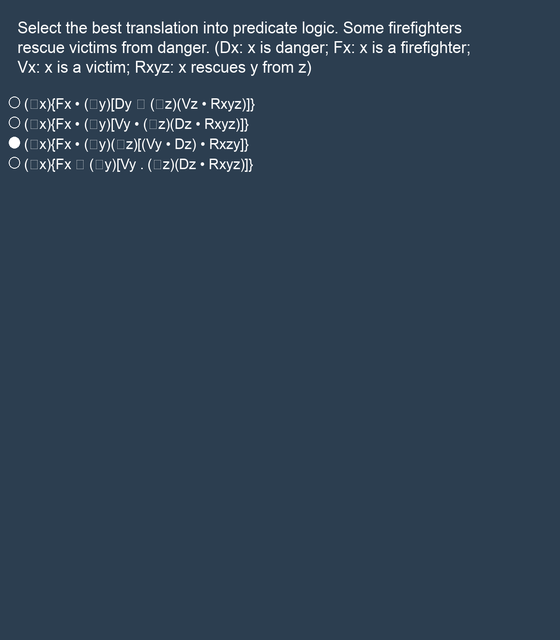 Select the best translation into predicate logic. Some firefighters
rescue victims from danger. (Dx: x is danger; Fx: x is a firefighter;
Vx: x is a victim; Rxyz: x rescues y from z)
(□x){Fx • (□y)[Dy □ (□z)(Vz • Rxyz)]}
(□x){Fx • (□y)[Vy • (□z)(Dz • Rxyz)]}
(□x){Fx • (□y)(□z)[(Vy • Dz) • Rxzy]}
(□x){Fx □ (□y)[Vy . (□z)(Dz • Rxyz)]}